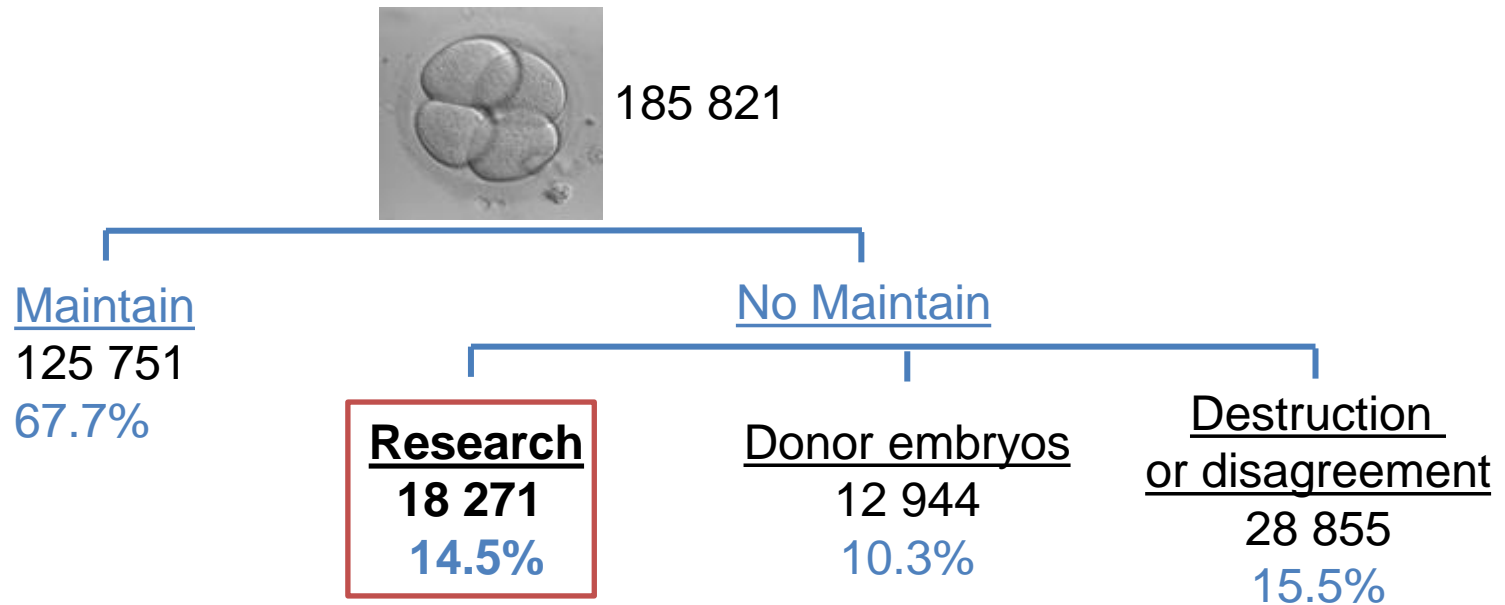 185 821
Maintain
125 751
67.7%
No Maintain
Research
18 271
14.5%
Donor embryos
12 944
10.3%
Destruction
or disagreement
28 855
15.5%